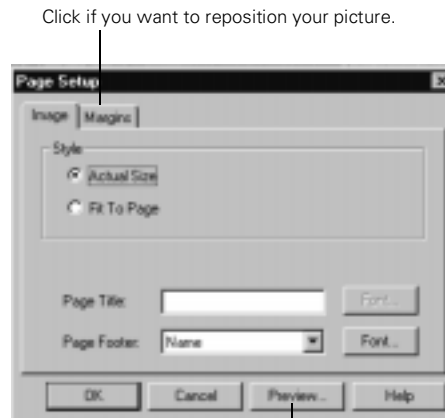 Click if you want to reposition your picture.
Page Setup
Image Margins
Style
Actual Size
Fit To Page
Page Title: Font...
Page Footer: Name Font...
OK Cancel Preview... Help